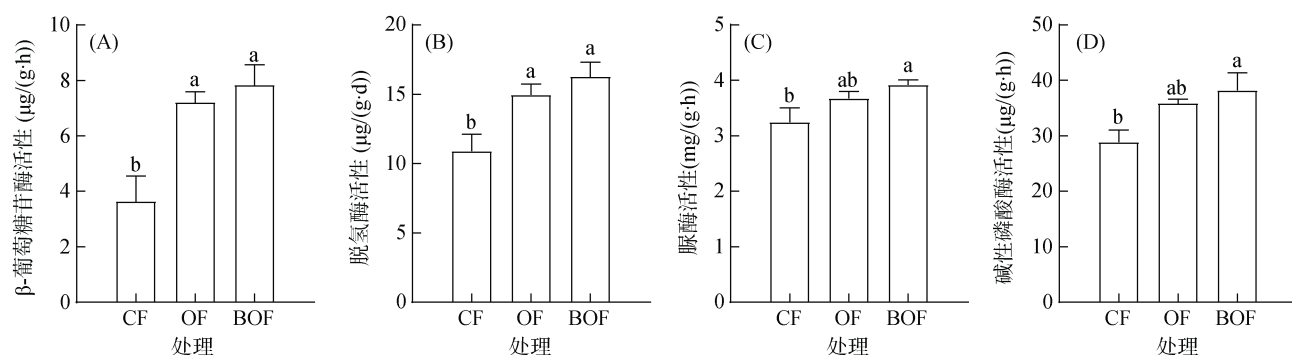 β-葡萄糖苷酶活性 (μg/(g·h))
10
8
6
4
2
0
(A)
b
a
a
CF
OF
BOF
处理
脱氢酶活性 (μg/(g·d))
20
15
10
5
0
(B)
b
a
a
CF
OF
BOF
处理
脲酶活性(mg/(g·h))
5
4
3
2
1
0
(C)
b
ab
a
CF
OF
BOF
处理
碱性磷酸酶活性(μg/(g·h))
50
40
30
20
10
0
(D)
b
ab
a
CF
OF
BOF
处理